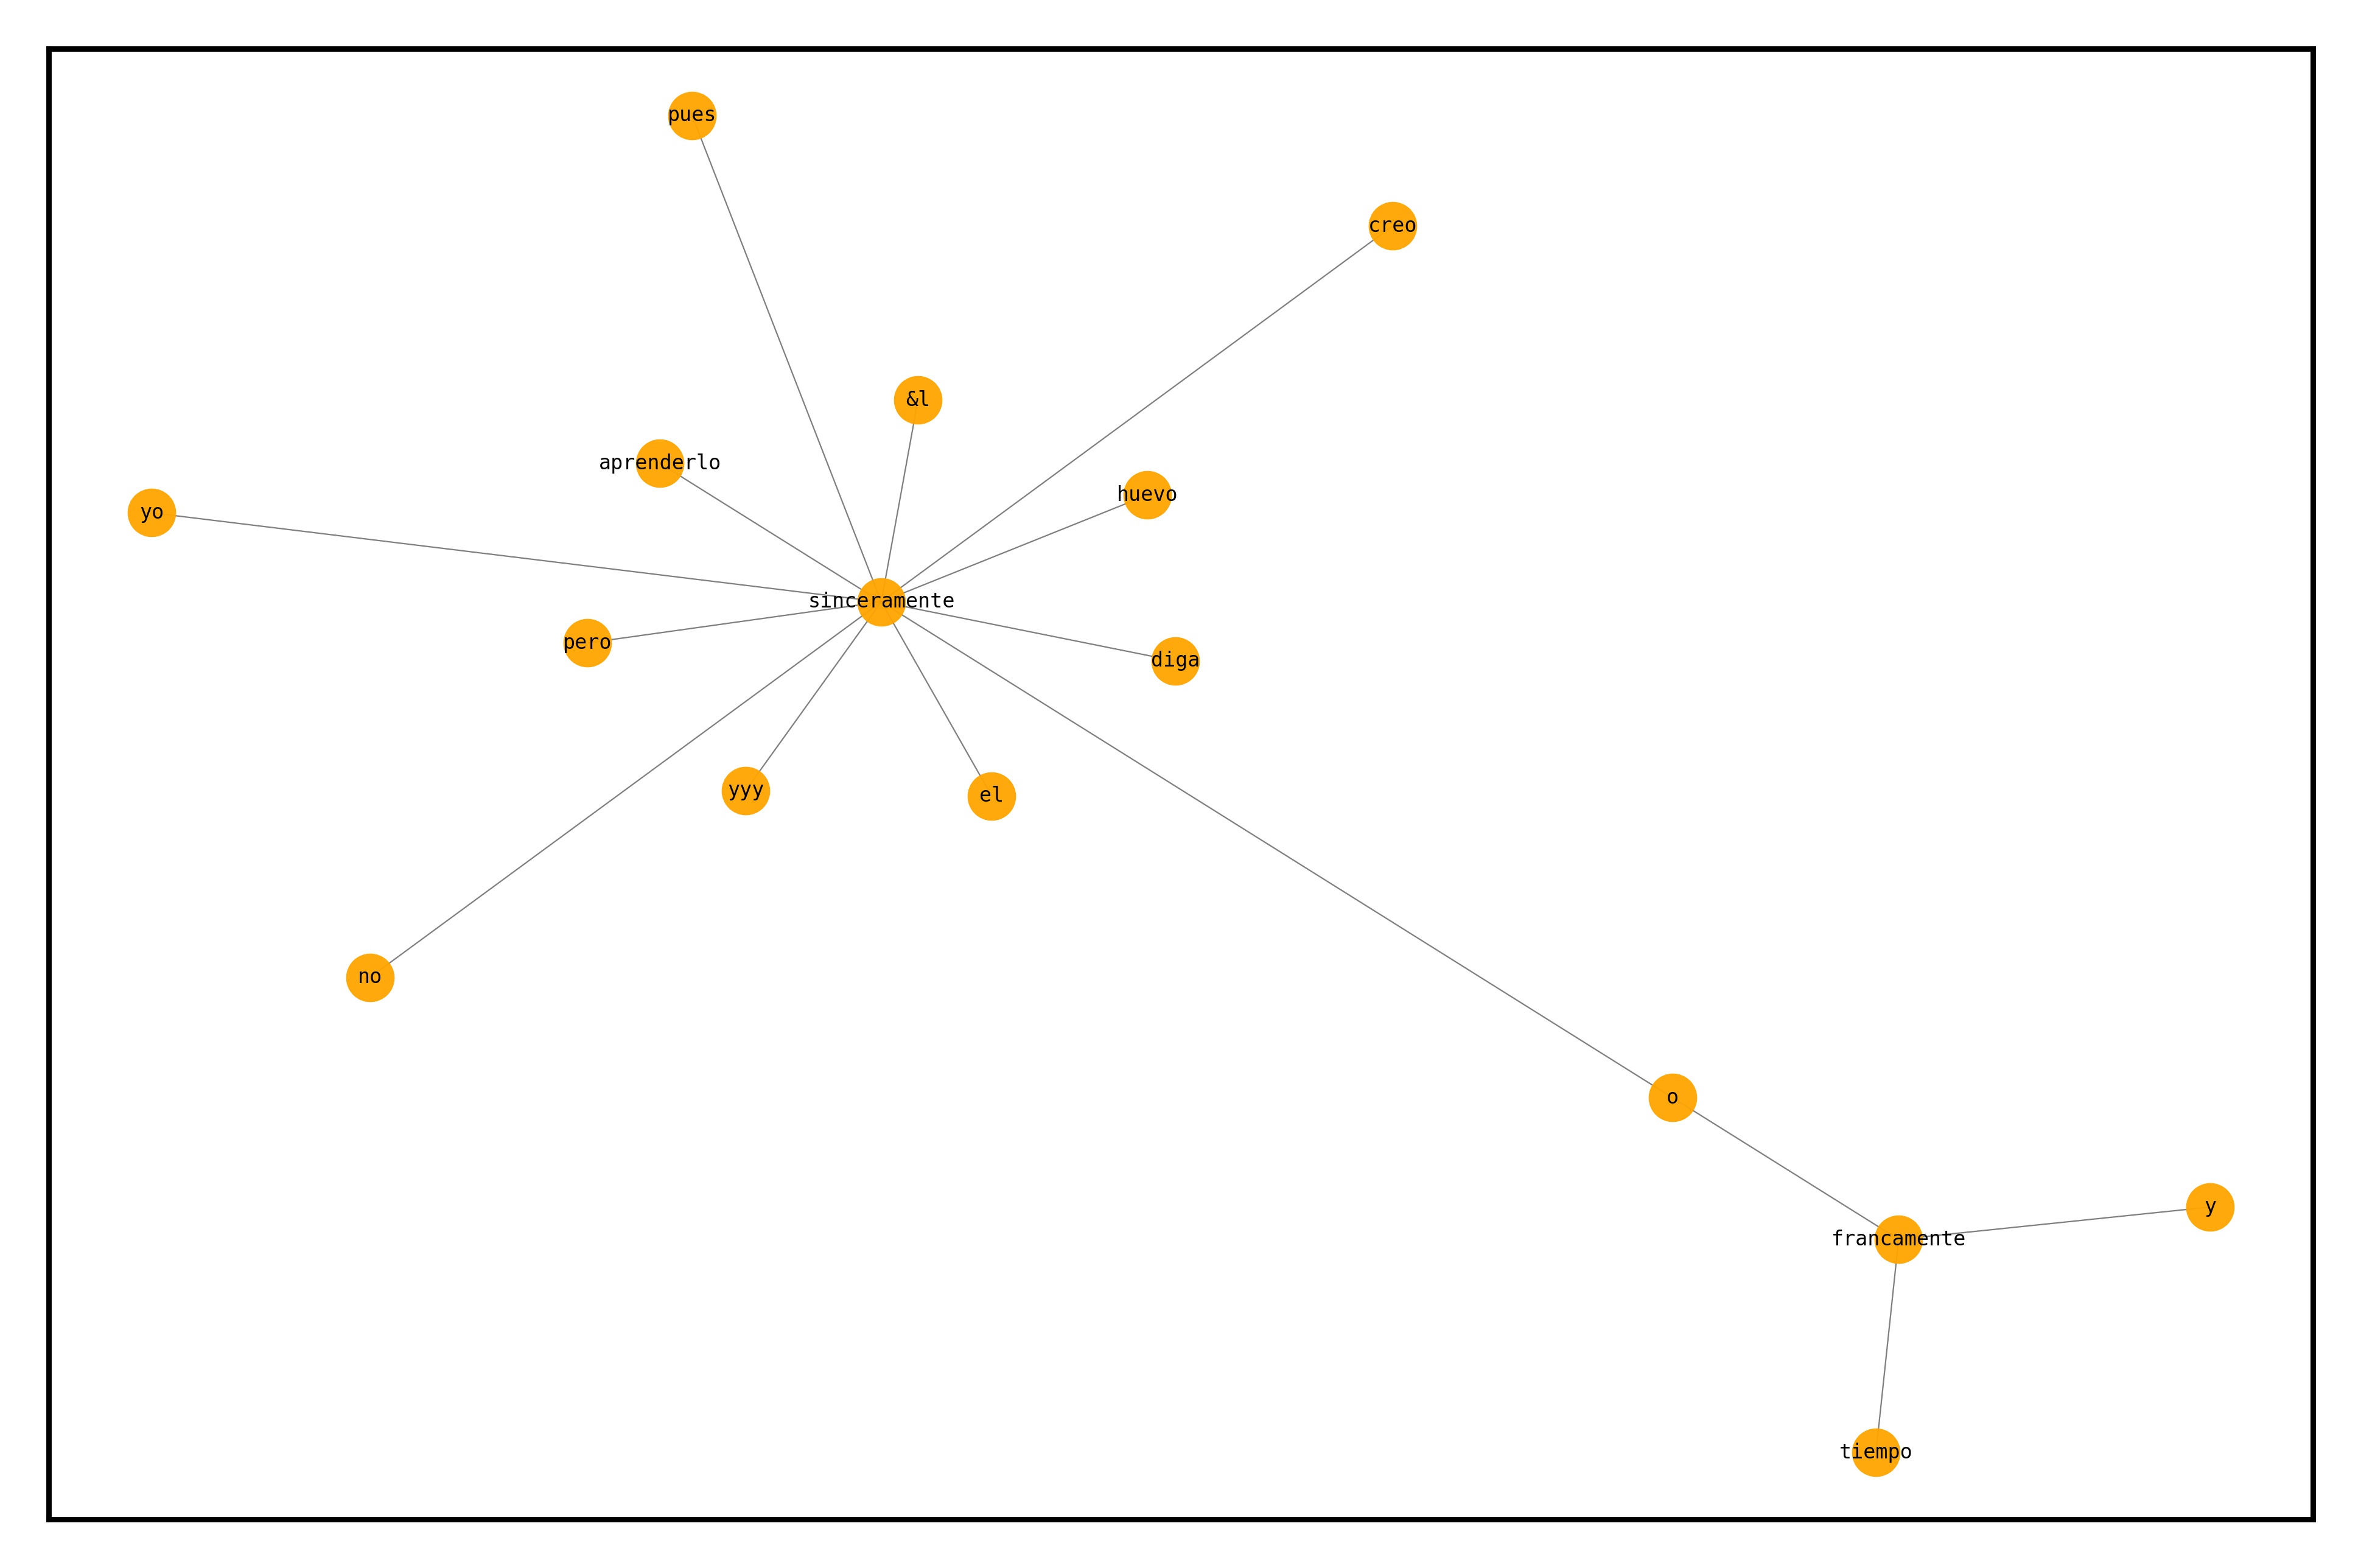 pues
creo
&l
aprenderlo
huevo
yo
sinceramente
pero
diga
yyy
el
no
o
y
francamente
tiempo